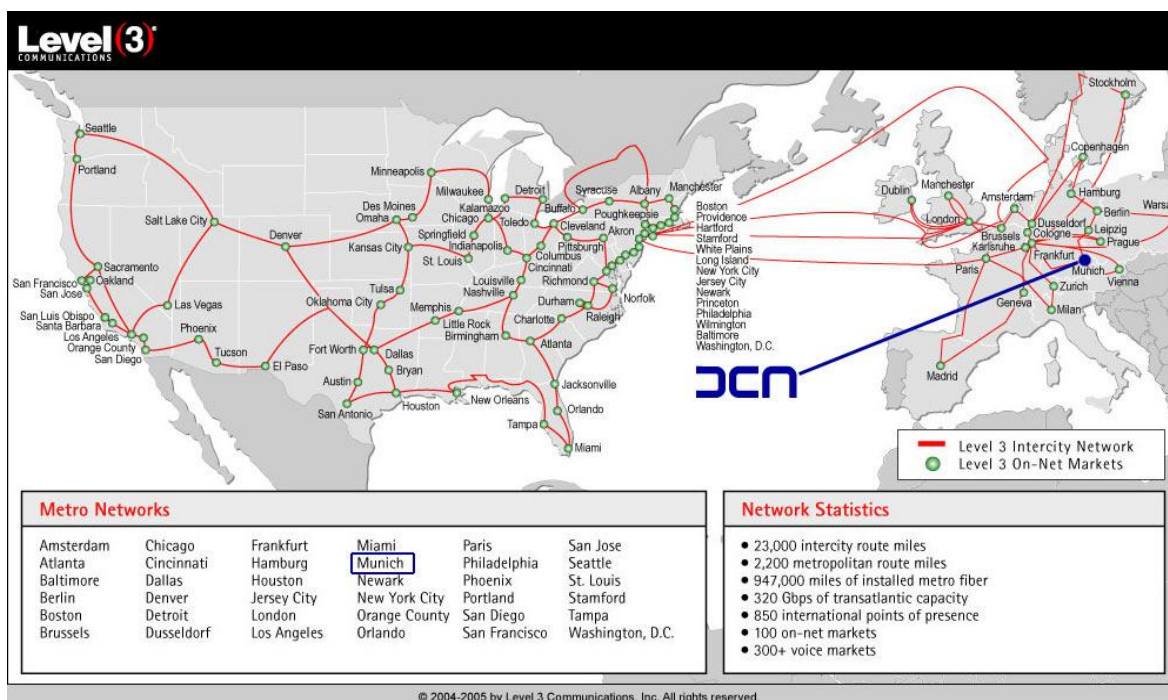 Level(3)
COMMUNICATIONS
Stockholm
Copenhagen
Seattle
Portland
Minneapolis
Milwaukee
Detroit
Syracuse
Albany
Manchester
Dublin
Manchester
Amsterdam
Hamburg
Kalamazoo
Buffalo
Poughkeepsie
Boston
Berlin
Warsa
Salt Lake City
Des Moines
Omaha
Chicago
Toledo
Cleveland
Akron
Providence
London
Dusseldorf
Leipzig
Denver
Springfield
Hartford
Brussels
Cologne
Prague
Kansas City
Indianapolis
Pittsburgh
Stamford
Karlsruhe
St. Louis
Columbus
White Plains
Frankfurt
Sacramento
Cincinnati
Long Island
Paris
Munich
San Francisco
Oakland
Louisville
Richmond
New York City
Vienna
San Jose
Tulsa
Nashville
Jersey City
Zurich
Las Vegas
Oklahoma City
Memphis
Durham
Norfolk
Newark
Geneva
San Luis Obispo
Little Rock
Charlotte
Raleigh
Princeton
Milan
Santa Barbara
Phoenix
Birmingham
Philadelphia
Los Angeles
Atlanta
Wilmington
Orange County
Tucson
Fort Worth
Dallas
Baltimore
San Diego
El Paso
Bryan
Washington, D.C.
Austin
Jacksonville
Madrid
San Antonio
Houston
New Orleans
Orlando
Tampa
Miami
DCN
Level 3 Intercity Network
Level 3 On-Net Markets
Metro Networks
Amsterdam Chicago Frankfurt Miami Paris San Jose
Atlanta Cincinnati Hamburg Munich Philadelphia Seattle
Baltimore Dallas Houston Newark Phoenix St. Louis
Berlin Denver Jersey City New York City Portland Stamford
Boston Detroit London Orange County San Diego Tampa
Brussels Dusseldorf Los Angeles Orlando San Francisco Washington, D.C.
Network Statistics
• 23,000 intercity route miles
• 2,200 metropolitan route miles
• 947,000 miles of installed metro fiber
• 320 Gbps of transatlantic capacity
• 850 international points of presence
• 100 on-net markets
• 300+ voice markets
© 2004-2005 by Level 3 Communications, Inc. All rights reserved.